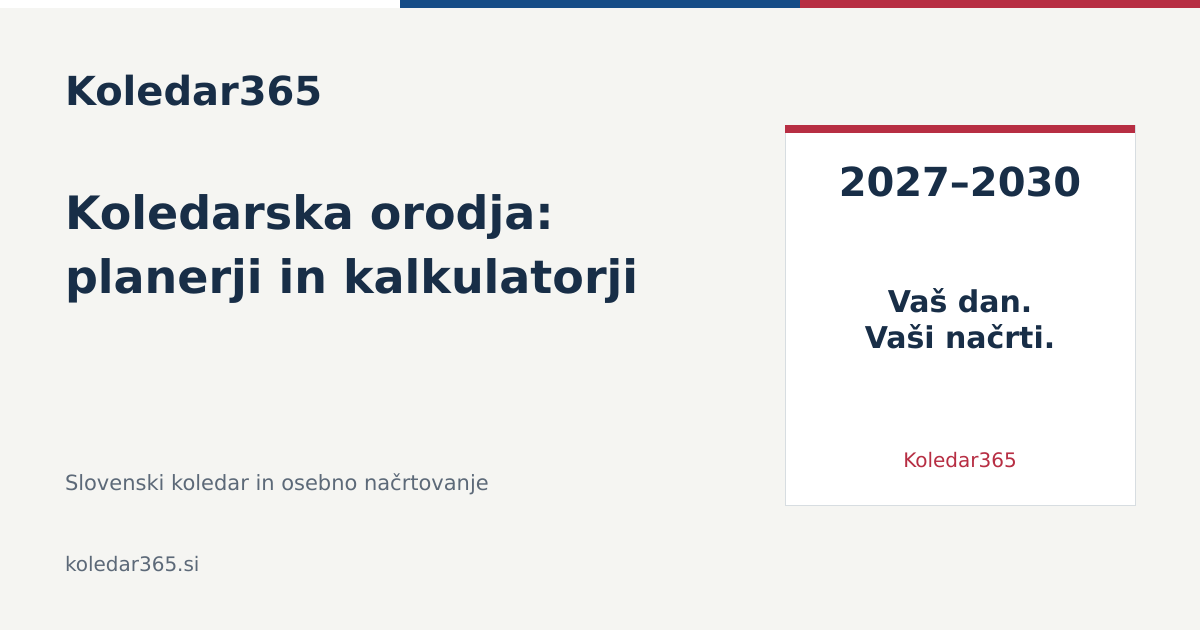 Koledar365
Koledarska orodja:
planerji in kalkulatorji
Slovenski koledar in osebno načrtovanje
koledar365.si
2027–2030
Vaš dan.
Vaši načrti.
Koledar365